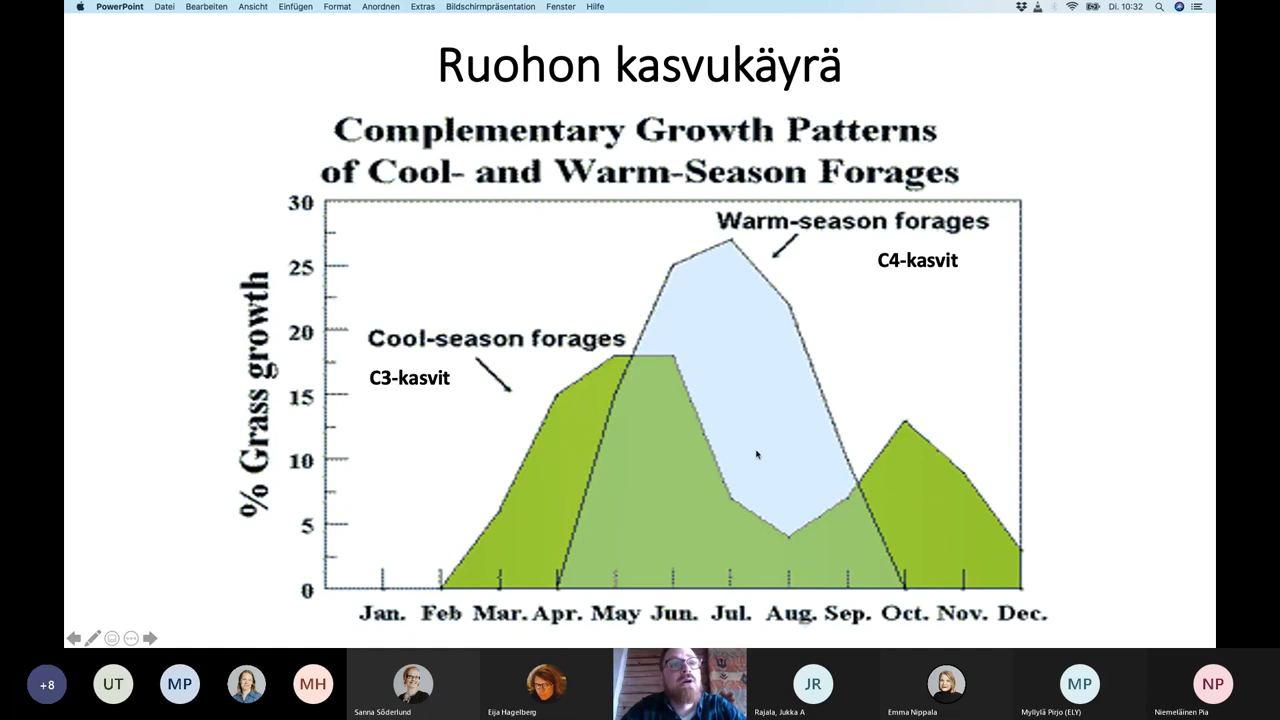 PowerPoint Datei Bearbeiten Ansicht Einfügen Format Anordnen Extras Bildschirmpräsentation Fenster Hilfe Di. 10:32
Ruohon kasvukäyrä
Complementary Growth Patterns
of Cool- and Warm-Season Forages
Warm-season forages
C4-kasvit
Cool-season forages
C3-kasvit
% Grass growth
30
25
20
15
10
5
0
Jan. Feb Mar. Apr. May Jun. Jul. Aug. Sep. Oct. Nov. Dec.
+8 UT MP MH JR MP NP
Sanna Söderlund Eija Hagelberg Rajala, Jukka A Emma Nippala Myllylä Pirjo (ELY) Niemeläinen Pia